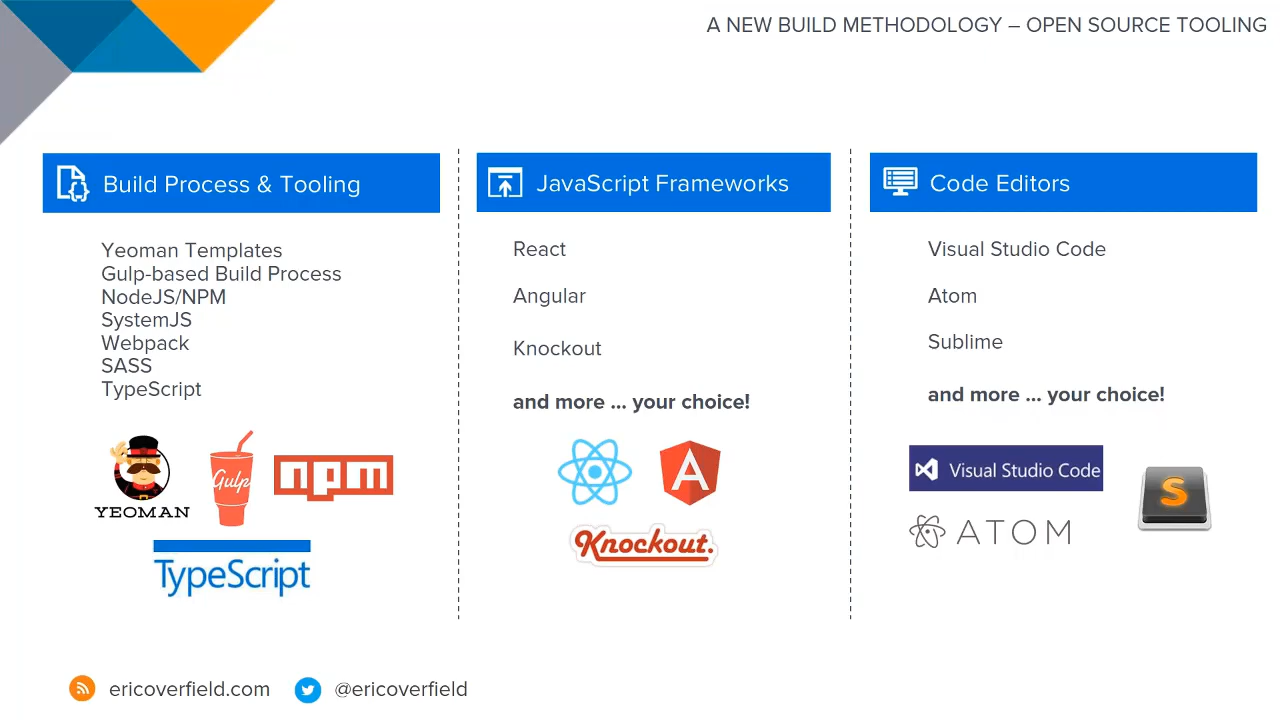 A NEW BUILD METHODOLOGY – OPEN SOURCE TOOLING
Build Process & Tooling
Yeoman Templates
Gulp-based Build Process
NodeJS/NPM
SystemJS
Webpack
SASS
TypeScript
YEOMAN
Gulp
npm
TypeScript
JavaScript Frameworks
React
Angular
Knockout
and more ... your choice!
A
Knockout.
Code Editors
Visual Studio Code
Atom
Sublime
and more ... your choice!
Visual Studio Code
S
ATOM
ericoverfield.com
@ericoverfield